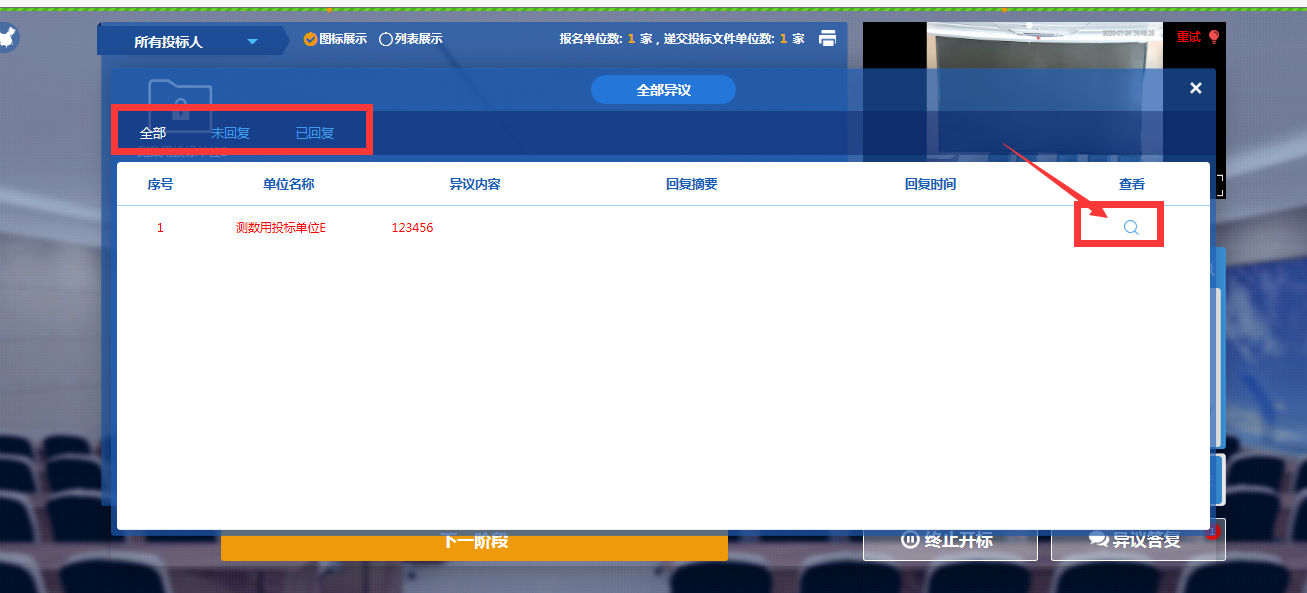 所有投标人 图标展示 列表展示 报名单位数: 1 家，递交投标文件单位数: 1 家
重试
全部异议
全部 未回复 已回复
序号 单位名称 异议内容 回复摘要 回复时间 查看
1 测数用投标单位E 123456
下一阶段 终止开标 异议答复